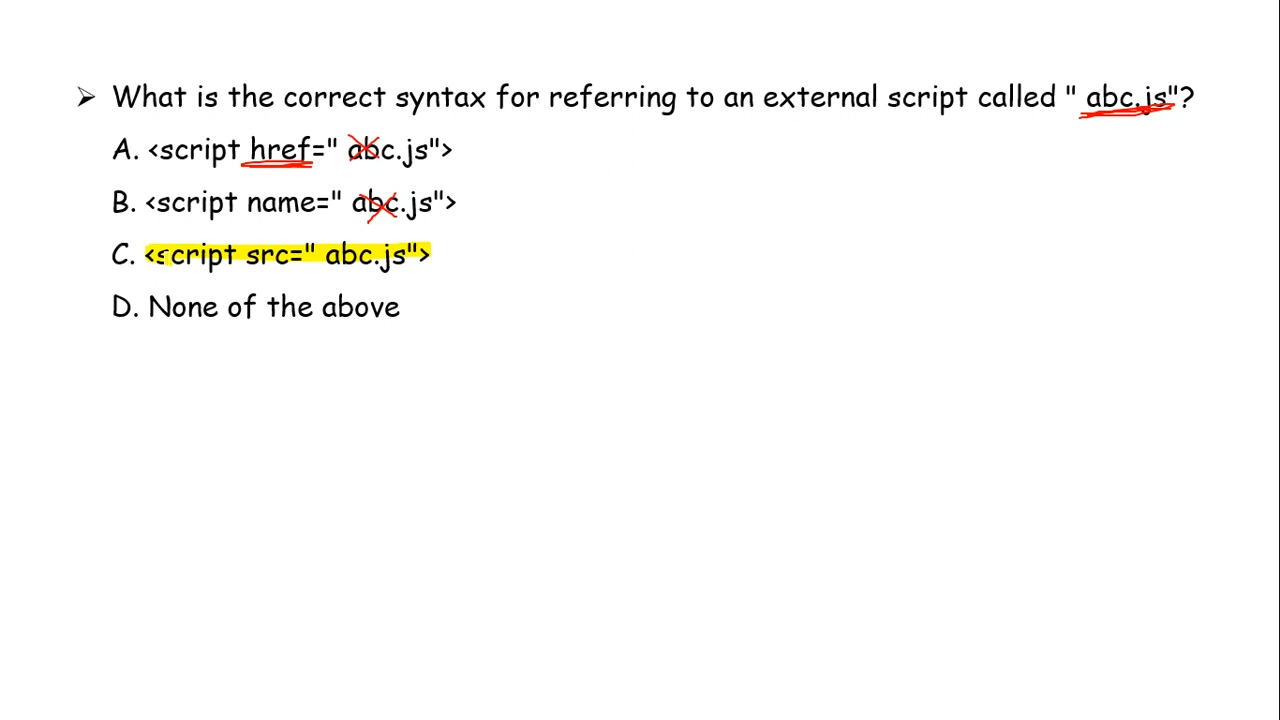 ➢ What is the correct syntax for referring to an external script called " abc.js"?
A. <script href=" abc.js">
B. <script name=" abc.js">
C. <script src=" abc.js">
D. None of the above